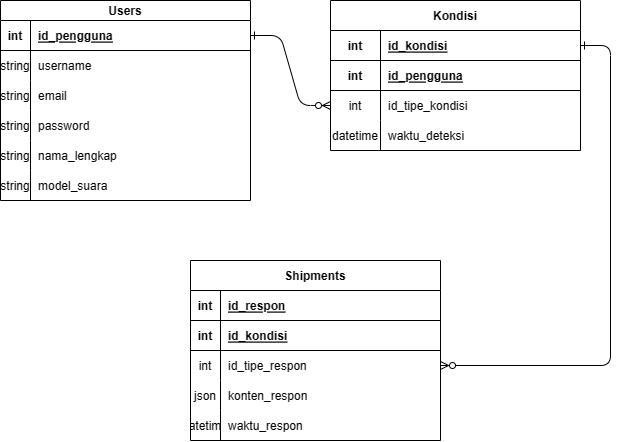 Users
int id_pengguna
string username
string email
string password
string nama_lengkap
string model_suara
Kondisi
int id_kondisi
int id_pengguna
int id_tipe_kondisi
datetime waktu_deteksi
Shipments
int id_respon
int id_kondisi
int id_tipe_respon
json konten_respon
atetim waktu_respon